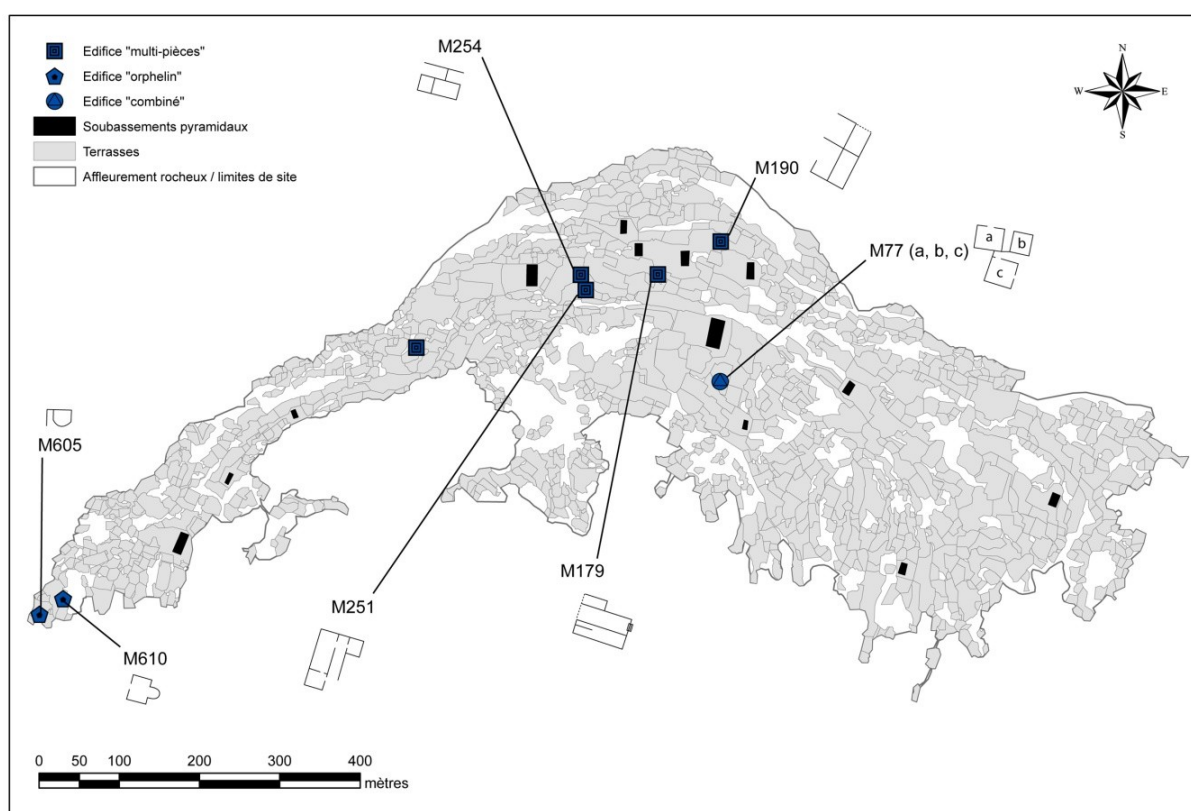 Edifice "multi-pièces"
Edifice "orphelin"
Edifice "combiné"
Soubassements pyramidaux
Terrasses
Affleurement rocheux / limites de site
M254
N
W
E
S
M190
M77 (a, b, c)
a
b
c
M605
M610
M251
M179
0 50 100 200 300 400
mètres